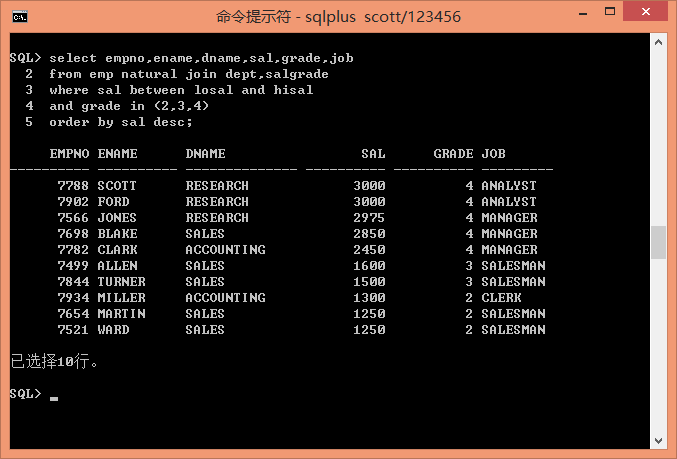 命令提示符 - sqlplus scott/123456
SQL> select empno,ename,dname,sal,grade,job
2 from emp natural join dept,salgrade
3 where sal between losal and hisal
4 and grade in (2,3,4)
5 order by sal desc;
EMPNO ENAME DNAME SAL GRADE JOB
---------- ---------- -------------- ---------- ---------- ---------
7788 SCOTT RESEARCH 3000 4 ANALYST
7902 FORD RESEARCH 3000 4 ANALYST
7566 JONES RESEARCH 2975 4 MANAGER
7698 BLAKE SALES 2850 4 MANAGER
7782 CLARK ACCOUNTING 2450 4 MANAGER
7499 ALLEN SALES 1600 3 SALESMAN
7844 TURNER SALES 1500 3 SALESMAN
7934 MILLER ACCOUNTING 1300 2 CLERK
7654 MARTIN SALES 1250 2 SALESMAN
7521 WARD SALES 1250 2 SALESMAN
已选择10行。
SQL> _